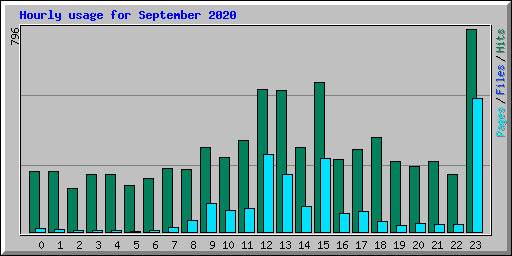 Hourly usage for September 2020
796
Pages/Files/Hits
0 1 2 3 4 5 6 7 8 9 10 11 12 13 14 15 16 17 18 19 20 21 22 23